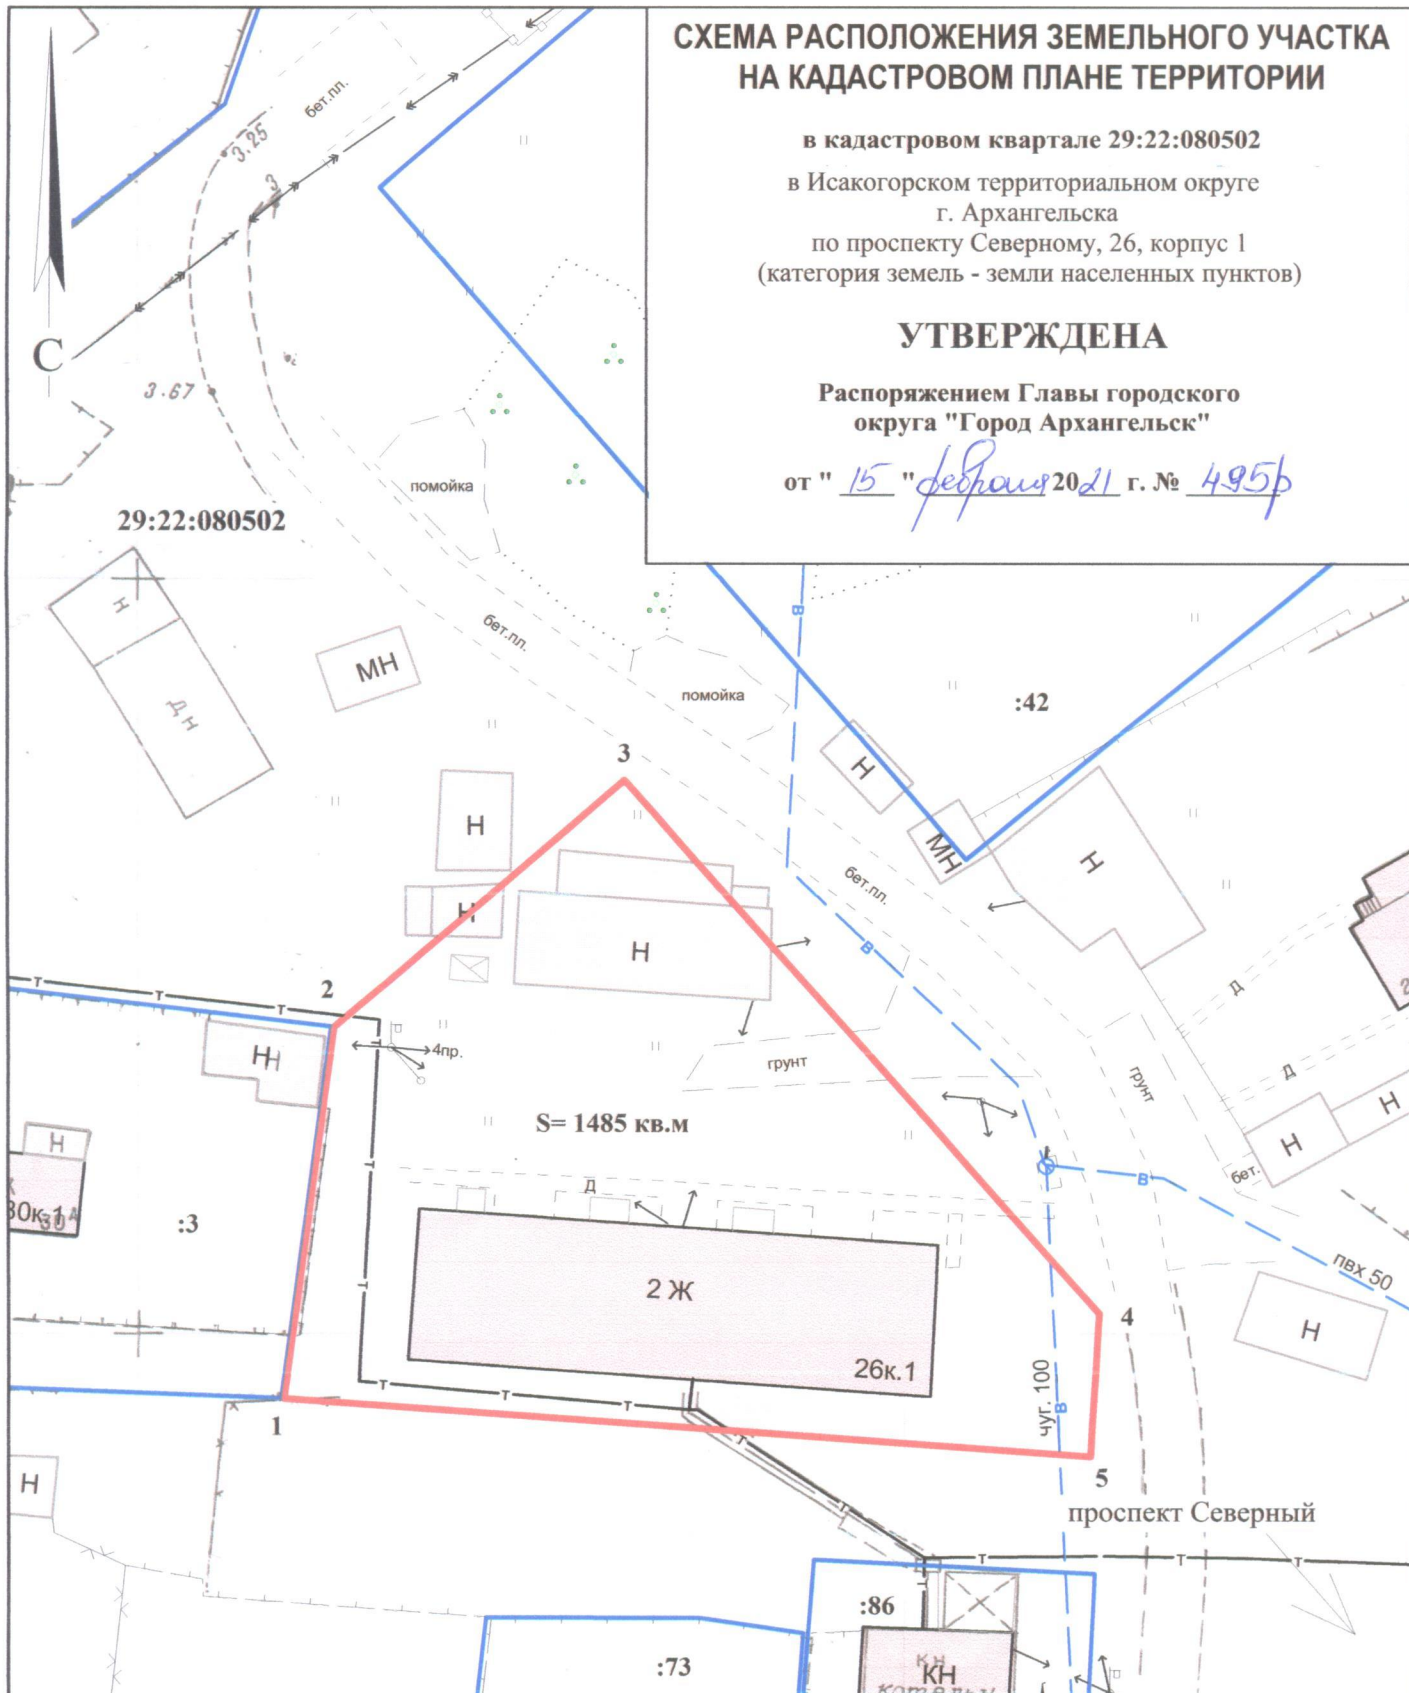 СХЕМА РАСПОЛОЖЕНИЯ ЗЕМЕЛЬНОГО УЧАСТКА
НА КАДАСТРОВОМ ПЛАНЕ ТЕРРИТОРИИ
в кадастровом квартале 29:22:080502
в Исакогорском территориальном округе
г. Архангельска
по проспекту Северному, 26, корпус 1
(категория земель - земли населенных пунктов)
УТВЕРЖДЕНА
Распоряжением Главы городского
округа "Город Архангельск"
от " 15 " февраля 2021 г. № 495р
бет.пл.
3.25
3
С
3.67
помойка
29:22:080502
Н
Д Н
МН
бет.пл.
помойка
В
:42
Н
МН
Н
3
Н
Н
Н
бет.пл.
В
Д
2
Т
Т
Т
Т
Н
Н
4пр.
грунт
грунт
Д
Н
Н
бет.
S= 1485 кв.м
Н
30к.1
30А
:3
Т
Д
В
пвх 50
Т
2 Ж
26к.1
4
Н
чуг. 100
В
1
Т
Т
Т
Т
5
Н
проспект Северный
Т
Т
Т
Т
Т
:86
:73
КН
КН